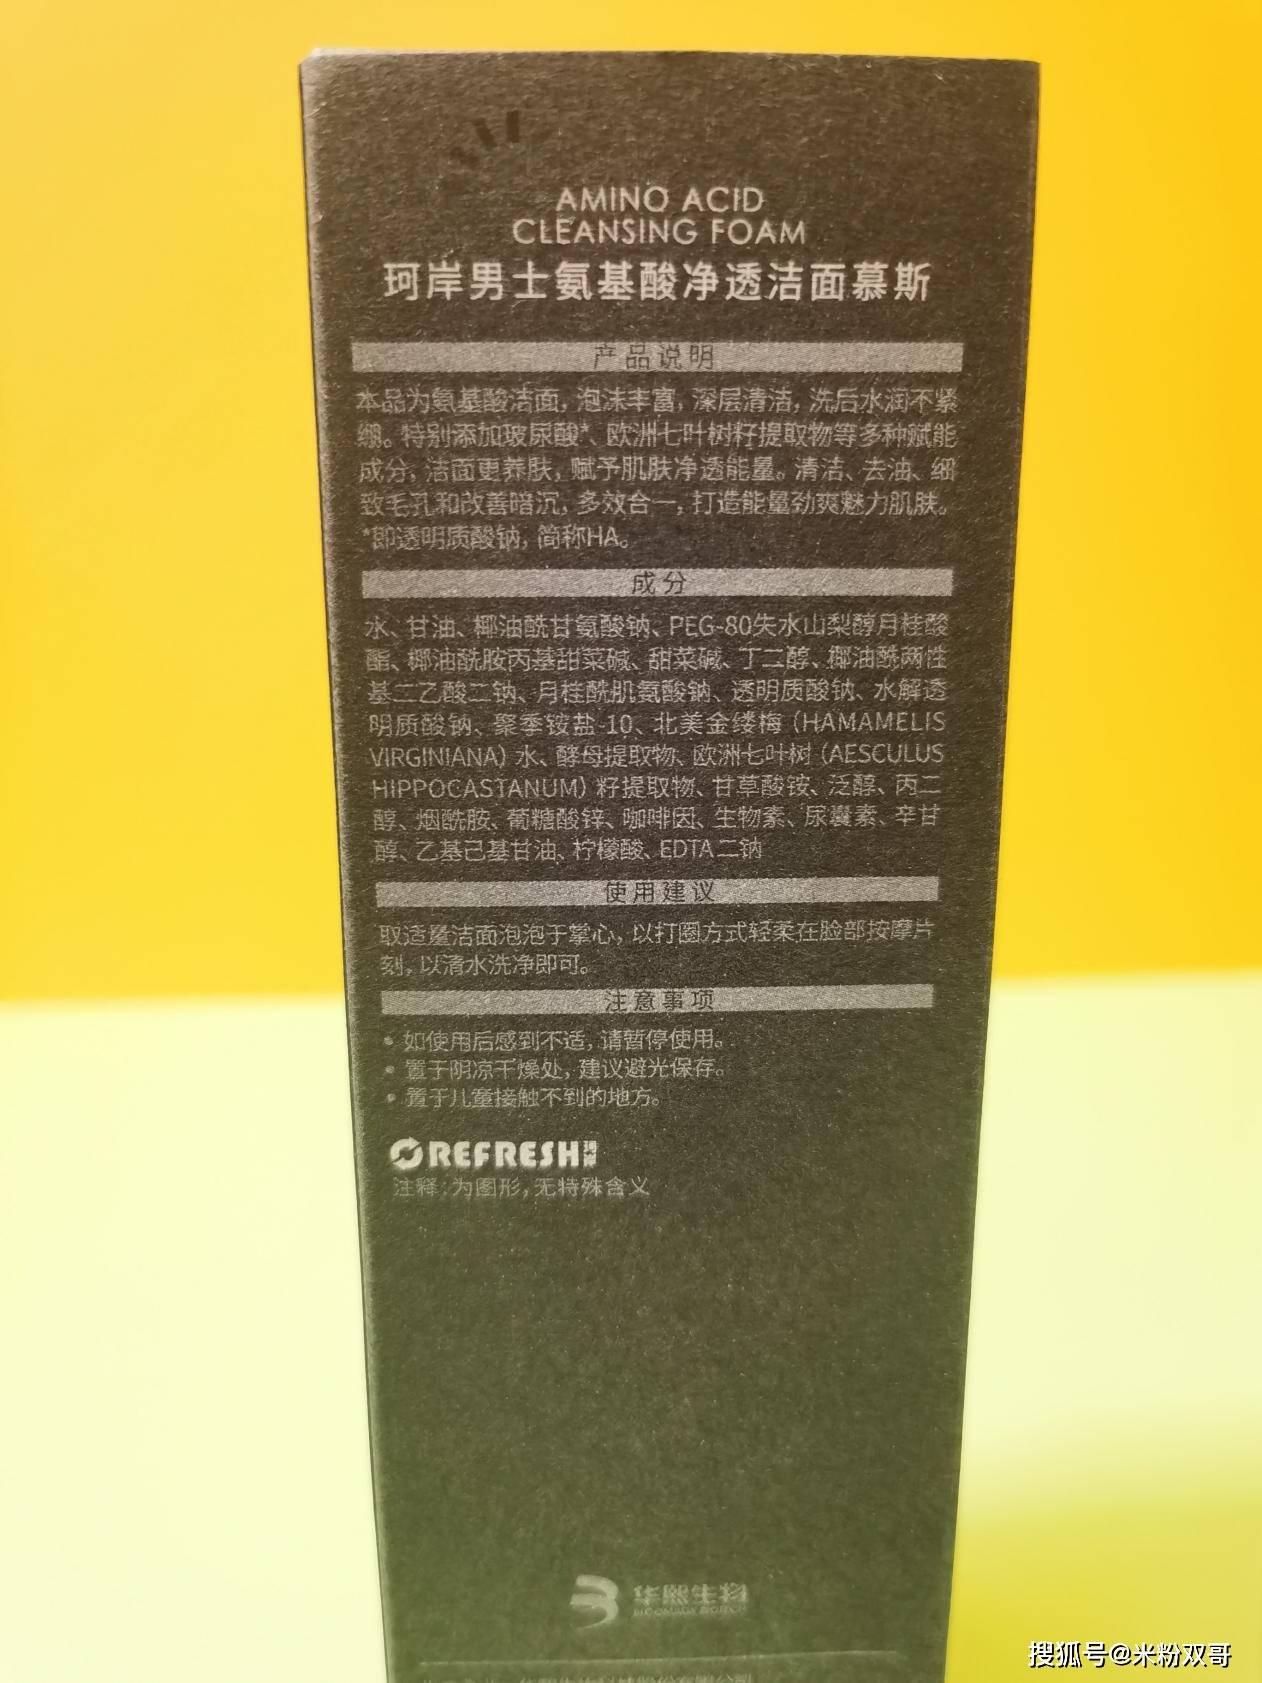 AMINO ACID
CLEANSING FOAM
珂岸男士氨基酸净透洁面慕斯
产品说明
本品为氨基酸洁面，泡沫丰富，深层清洁，洗后水润不紧
绷。特别添加玻尿酸*、欧洲七叶树籽提取物等多种赋能
成分，洁面更养肤，赋予肌肤净透能量。清洁、去油、细
致毛孔和改善暗沉，多效合一，打造能量劲爽魅力肌肤。
*即透明质酸钠，简称HA。
成分
水、甘油、椰油酰甘氨酸钠、PEG-80失水山梨醇月桂酸
酯、椰油酰胺丙基甜菜碱、甜菜碱、丁二醇、椰油酰两性
基二乙酸二钠、月桂酰肌氨酸钠、透明质酸钠、水解透
明质酸钠、聚季铵盐-10、北美金缕梅（HAMAMELIS
VIRGINIANA）水、酵母提取物、欧洲七叶树（AESCULUS
HIPPOCASTANUM）籽提取物、甘草酸铵、泛醇、丙二
醇、烟酰胺、葡糖酸锌、咖啡因、生物素、尿囊素、辛甘
醇、乙基己基甘油、柠檬酸、EDTA二钠
使用建议
取适量洁面泡泡于掌心，以打圈方式轻柔在脸部按摩片
刻，以清水洗净即可。
注意事项
• 如使用后感到不适，请暂停使用。
• 置于阴凉干燥处，建议避光保存。
• 置于儿童接触不到的地方。
REFRESH珂岸
注释：为图形，无特殊含义
华熙生物
BLOOMAGE BIOTECH
搜狐号@米粉双哥